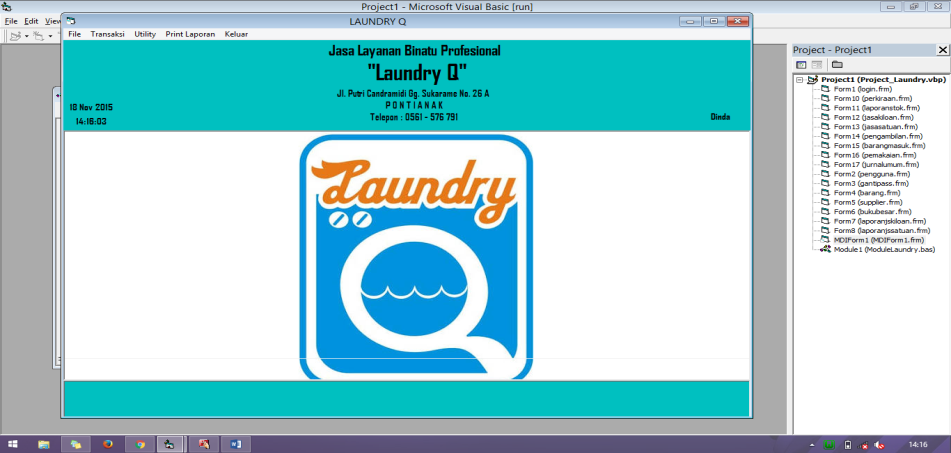 Project1 - Microsoft Visual Basic [run]
File Edit View
LAUNDRY Q
File Transaksi Utility Print Laporan Keluar
Jasa Layanan Binatu Profesional
"Laundry Q"
Jl. Putri Candramidi Gg. Sukarame No. 26 A
PONTIANAK
Telepon : 0561 - 576 791
18 Nov 2015
14:16:03
Dinda
Laundry
Q
Project - Project1
Project1 (Project_Laundry.vbp)
Form1 (login.frm)
Form10 (perkiraan.frm)
Form11 (laporanstok.frm)
Form12 (jasakiloan.frm)
Form13 (jasasatuan.frm)
Form14 (pengambilan.frm)
Form15 (barangmasuk.frm)
Form16 (pemakaian.frm)
Form17 (jurnalumum.frm)
Form2 (pengguna.frm)
Form3 (gantipass.frm)
Form4 (barang.frm)
Form5 (supplier.frm)
Form6 (bukubesar.frm)
Form7 (laporanjskiloan.frm)
Form8 (laporanjssatuan.frm)
MDIForm1 (MDIForm1.frm)
Module1 (ModuleLaundry.bas)
14:16